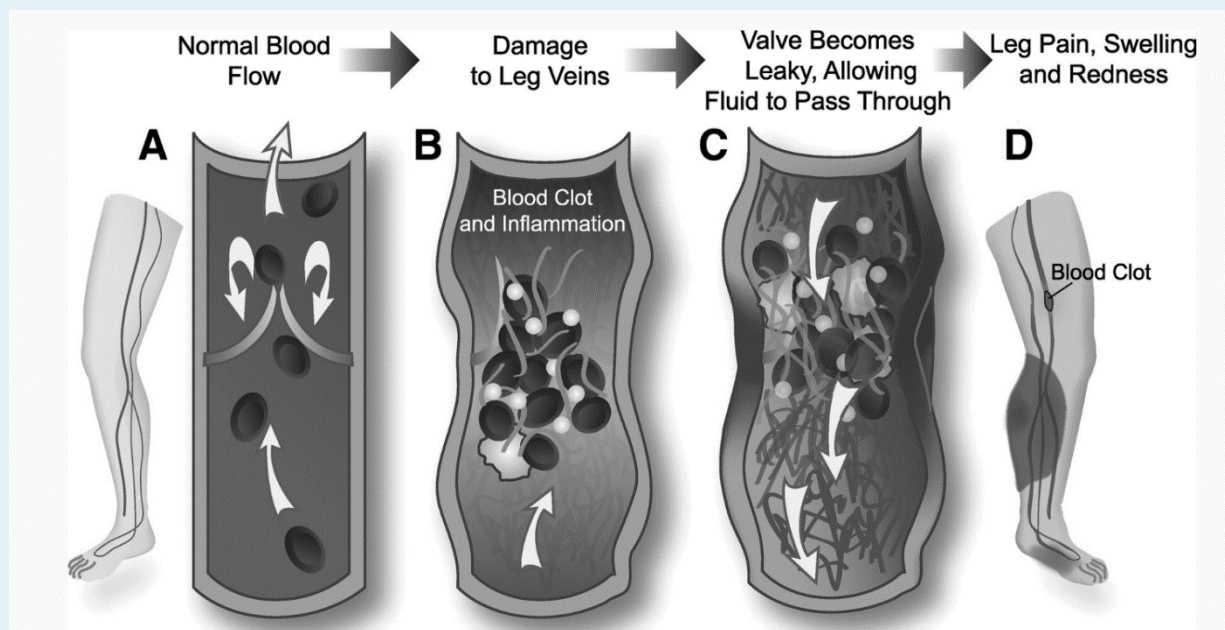 Normal Blood
Flow
Damage
to Leg Veins
Valve Becomes
Leaky, Allowing
Fluid to Pass Through
Leg Pain, Swelling
and Redness
A
B
C
D
Blood Clot
and Inflammation
Blood Clot